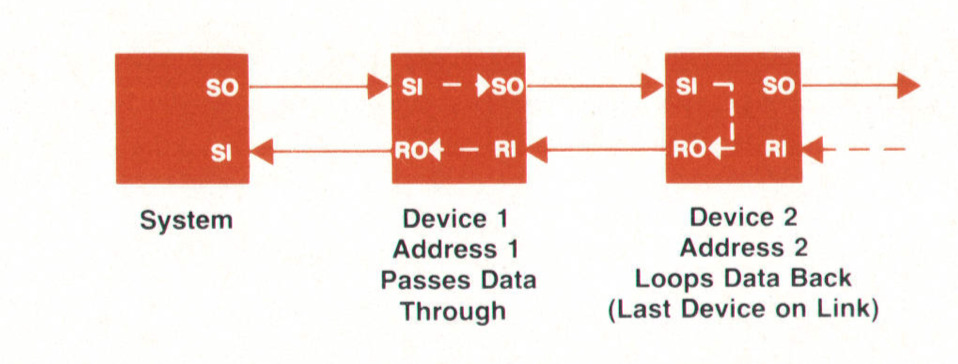 SO SI SO SI SO
SI RO RI RO RI
System
Device 1
Address 1
Passes Data
Through
Device 2
Address 2
Loops Data Back
(Last Device on Link)